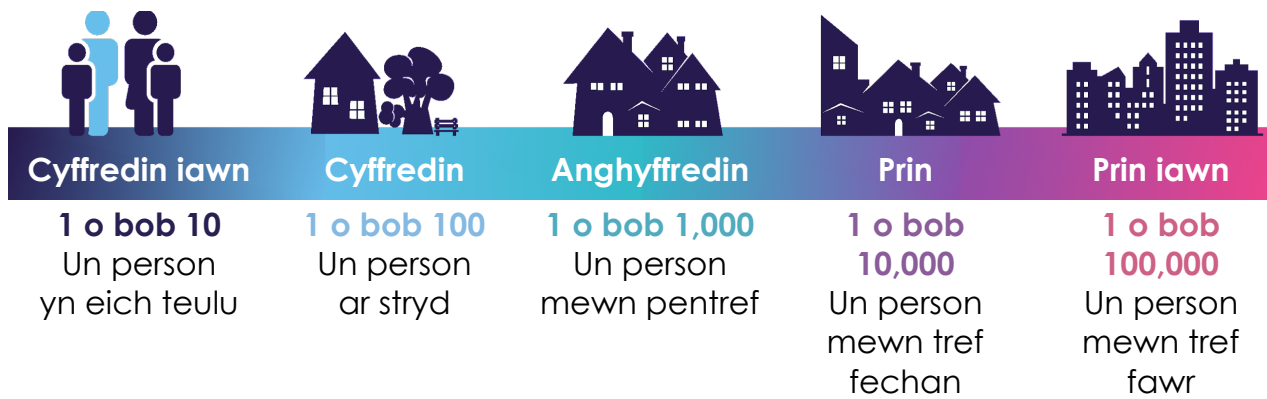 Cyffredin iawn
1 o bob 10
Un person
yn eich teulu
Cyffredin
1 o bob 100
Un person
ar stryd
Anghyffredin
1 o bob 1,000
Un person
mewn pentref
Prin
1 o bob
10,000
Un person
mewn tref
fechan
Prin iawn
1 o bob
100,000
Un person
mewn tref
fawr